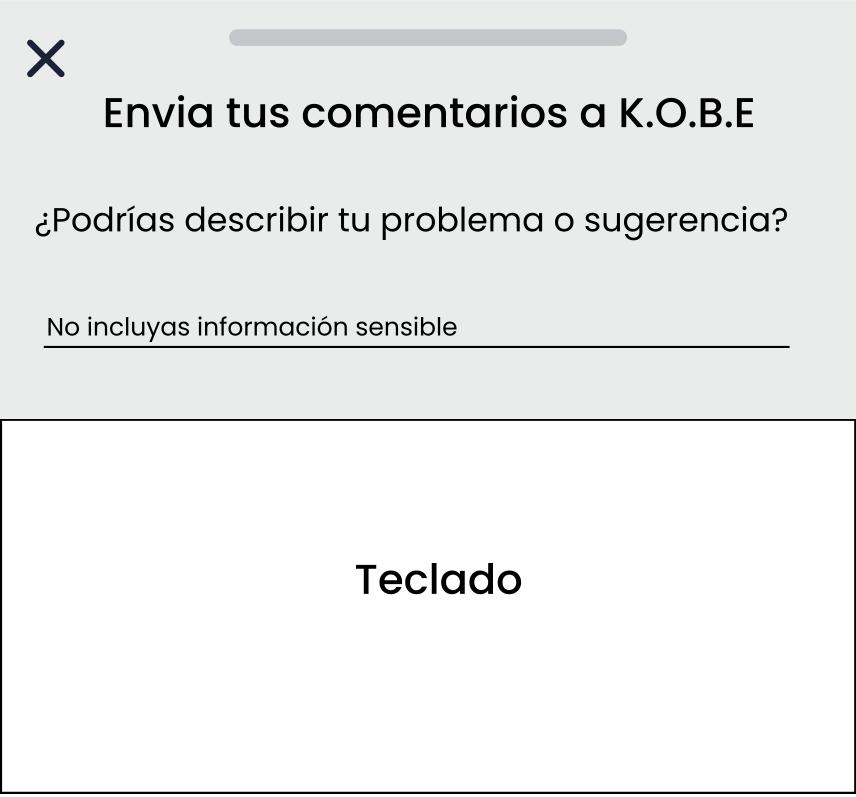 Envia tus comentarios a K.O.B.E
¿Podrías describir tu problema o sugerencia?
No incluyas información sensible
Teclado